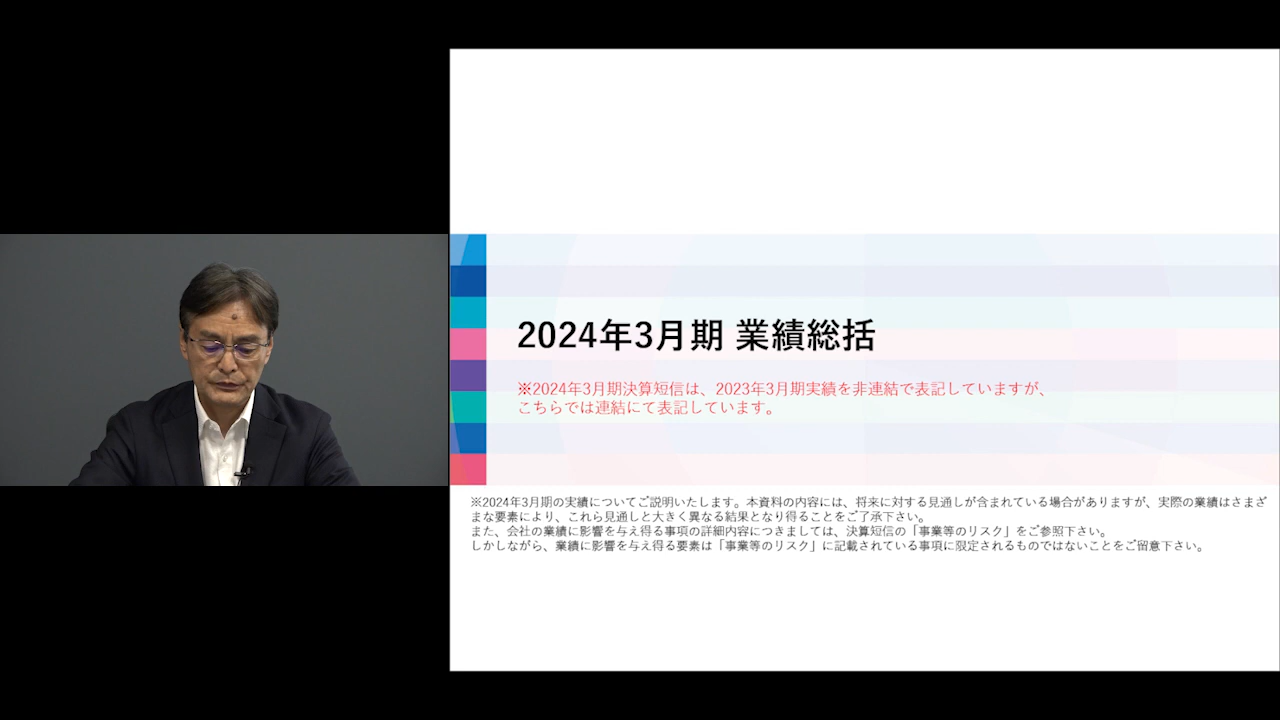 2024年3月期 業績総括
※2024年3月期決算短信は、2023年3月期実績を非連結で表記していますが、
こちらでは連結にて表記しています。
※2024年3月期の実績についてご説明いたします。本資料の内容には、将来に対する見通しが含まれている場合がありますが、実際の業績はさまざ
まな要素により、これら見通しと大きく異なる結果となり得ることをご了承下さい。
また、会社の業績に影響を与え得る事項の詳細内容につきましては、決算短信の「事業等のリスク」をご参照下さい。
しかしながら、業績に影響を与え得る要素は「事業等のリスク」に記載されている事項に限定されるものではないことをご留意下さい。